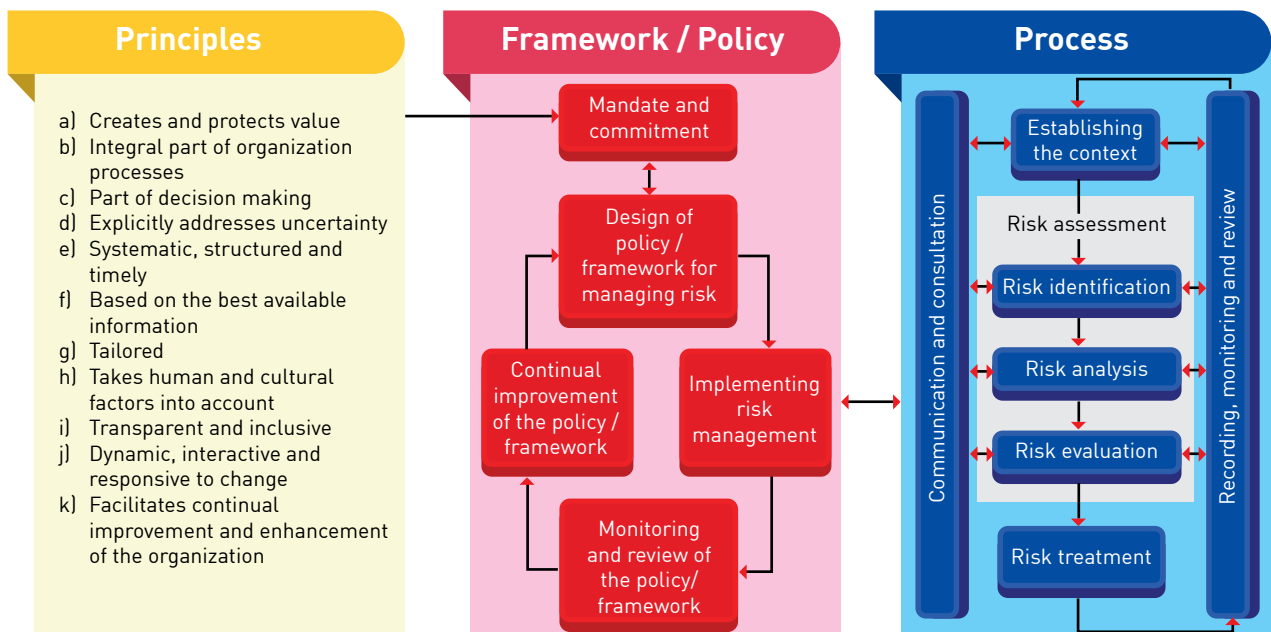 Principles
a) Creates and protects value
b) Integral part of organization
processes
c) Part of decision making
d) Explicitly addresses uncertainty
e) Systematic, structured and
timely
f) Based on the best available
information
g) Tailored
h) Takes human and cultural
factors into account
i) Transparent and inclusive
j) Dynamic, interactive and
responsive to change
k) Facilitates continual
improvement and enhancement
of the organization
Framework / Policy
Mandate and
commitment
Design of
policy /
framework for
managing risk
Continual
improvement
of the policy /
framework
Implementing
risk
management
Monitoring
and review of
the policy/
framework
Process
Communication and consultation
Establishing
the context
Risk assessment
Risk identification
Risk analysis
Risk evaluation
Risk treatment
Recording, monitoring and review